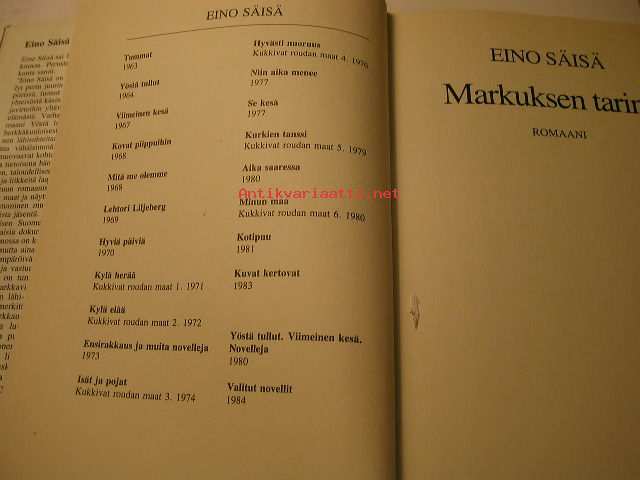 Eino Säisä
EINO SÄISÄ
Tummat
1963
Yöstä tullut
1964
Viimeinen kesä
1967
Kovat piippuihin
1968
Mitä me olemme
1968
Lehtori Liljeberg
1969
Hyviä päiviä
1970
Kylä herää
Kukkivat roudan maat 1. 1971
Kylä elää
Kukkivat roudan maat 2. 1972
Ensirakkaus ja muita novelleja
1973
Isät ja pojat
Kukkivat roudan maat 3. 1974
Hyvästi nuoruus
Kukkivat roudan maat 4. 1976
Niin aika menee
1977
Se kesä
1977
Kurkien tanssi
Kukkivat roudan maat 5. 1979
Aika saaressa
1980
Antikvariaatti.net
Minun maa
Kukkivat roudan maat 6. 1980
Kotipuu
1981
Kuvat kertovat
1983
Yöstä tullut. Viimeinen kesä.
Novelleja
1980
Valitut novellit
1984
EINO SÄISÄ
Markuksen tarin
ROMAANI